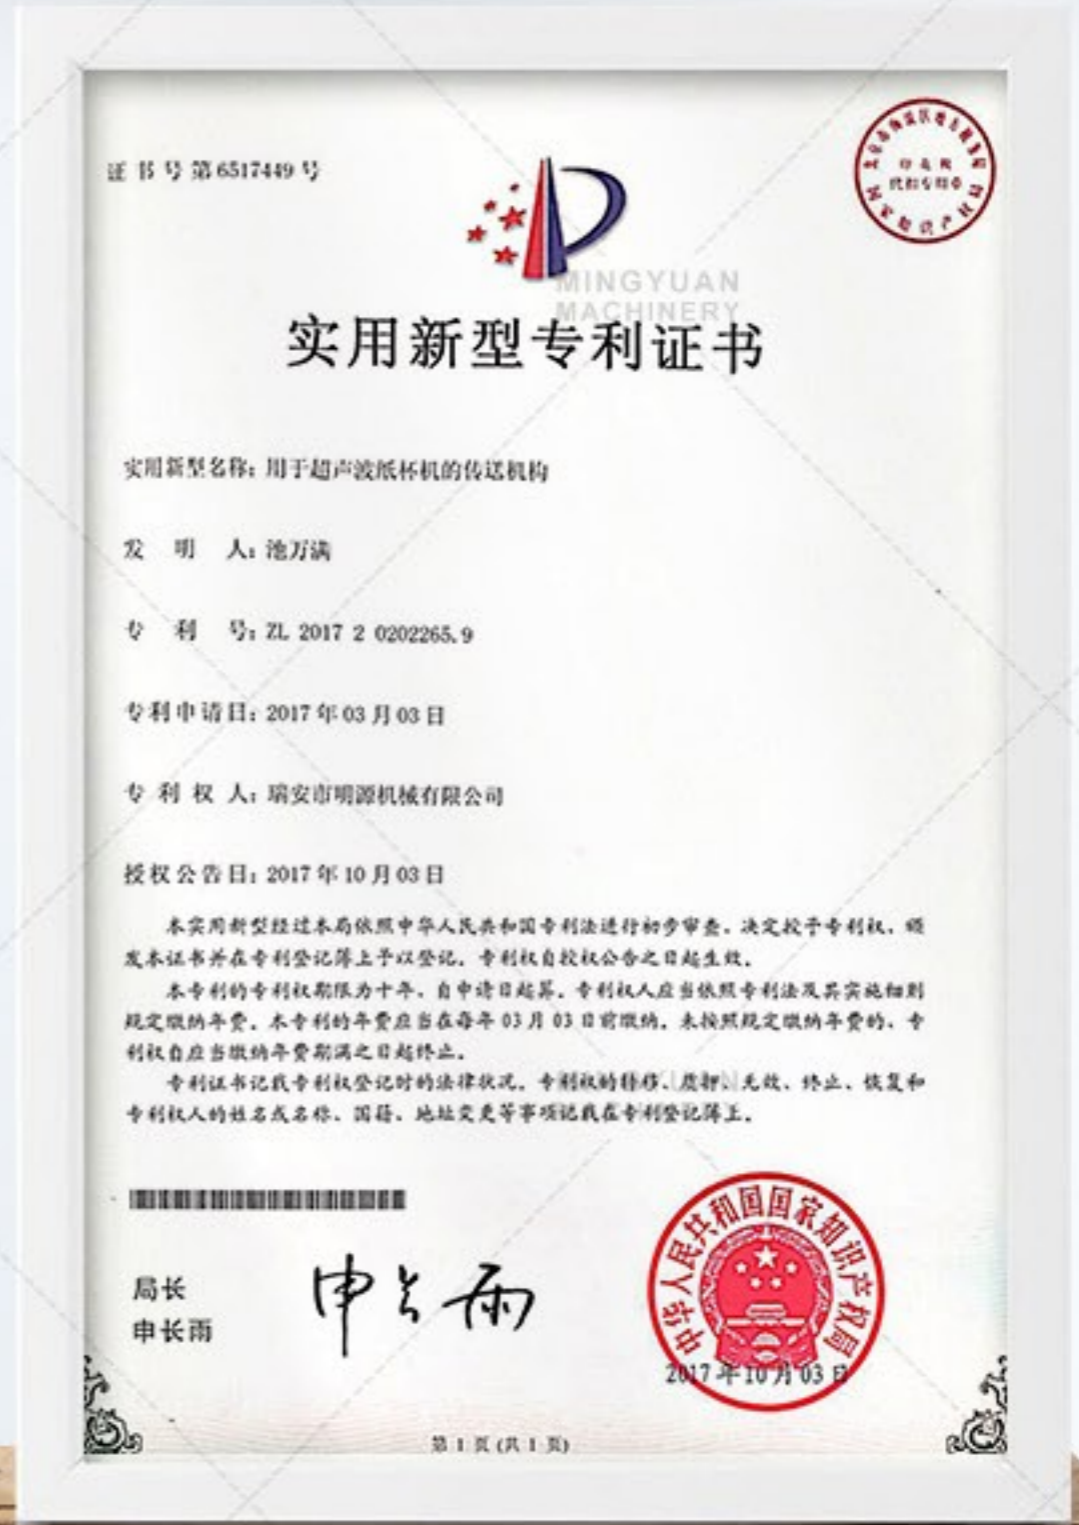 证书号第6517449号
MINGYUAN
MACHINERY
实用新型专利证书
实用新型名称：用于超声波纸杯机的传送机构
发明人：池万满
专利号：ZL 2017 2 0202265.9
专利申请日：2017年03月03日
专利权人：瑞安市明源机械有限公司
授权公告日：2017年10月03日
本实用新型经过本局依照中华人民共和国专利法进行初步审查，决定授予专利权，颁
发本证书并在专利登记簿上予以登记。专利权自授权公告之日起生效。
本专利的专利权期限为十年，自申请日起算。专利权人应当依照专利法及其实施细则
规定缴纳年费。本专利的年费应当在每年03月03日前缴纳。未按照规定缴纳年费的，专
利权自应当缴纳年费期满之日起终止。
专利证书记载专利权登记时的法律状况。专利权的转移、质押、无效、终止、恢复和
专利权人的姓名或名称、国籍、地址变更等事项记载在专利登记簿上。
局长
申长雨
申长雨
中华人民共和国国家知识产权局
2017年10月03日
第1页(共1页)